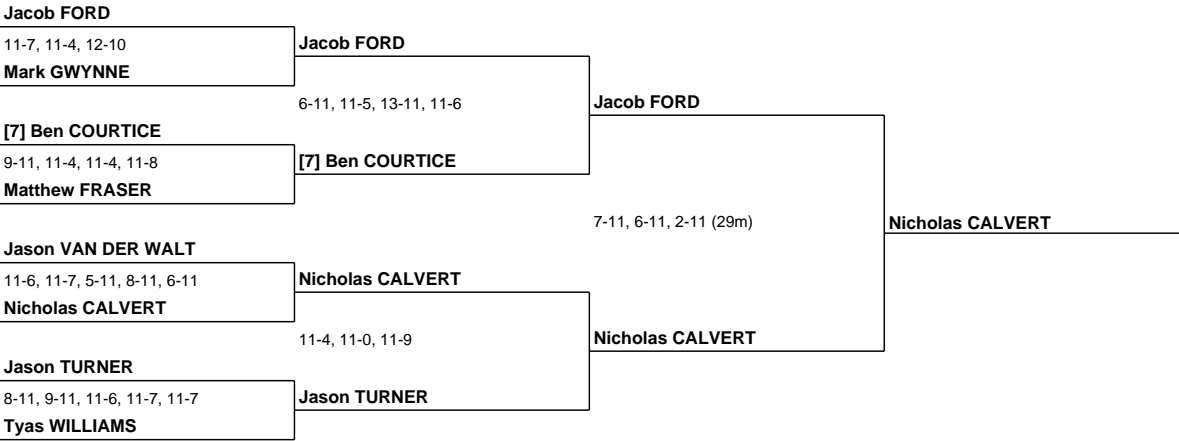 Jacob FORD
11-7, 11-4, 12-10
Jacob FORD
Mark GWYNNE
6-11, 11-5, 13-11, 11-6
Jacob FORD
[7] Ben COURTICE
9-11, 11-4, 11-4, 11-8
[7] Ben COURTICE
Matthew FRASER
7-11, 6-11, 2-11 (29m)
Nicholas CALVERT
Jason VAN DER WALT
11-6, 11-7, 5-11, 8-11, 6-11
Nicholas CALVERT
Nicholas CALVERT
11-4, 11-0, 11-9
Nicholas CALVERT
Jason TURNER
8-11, 9-11, 11-6, 11-7, 11-7
Jason TURNER
Tyas WILLIAMS